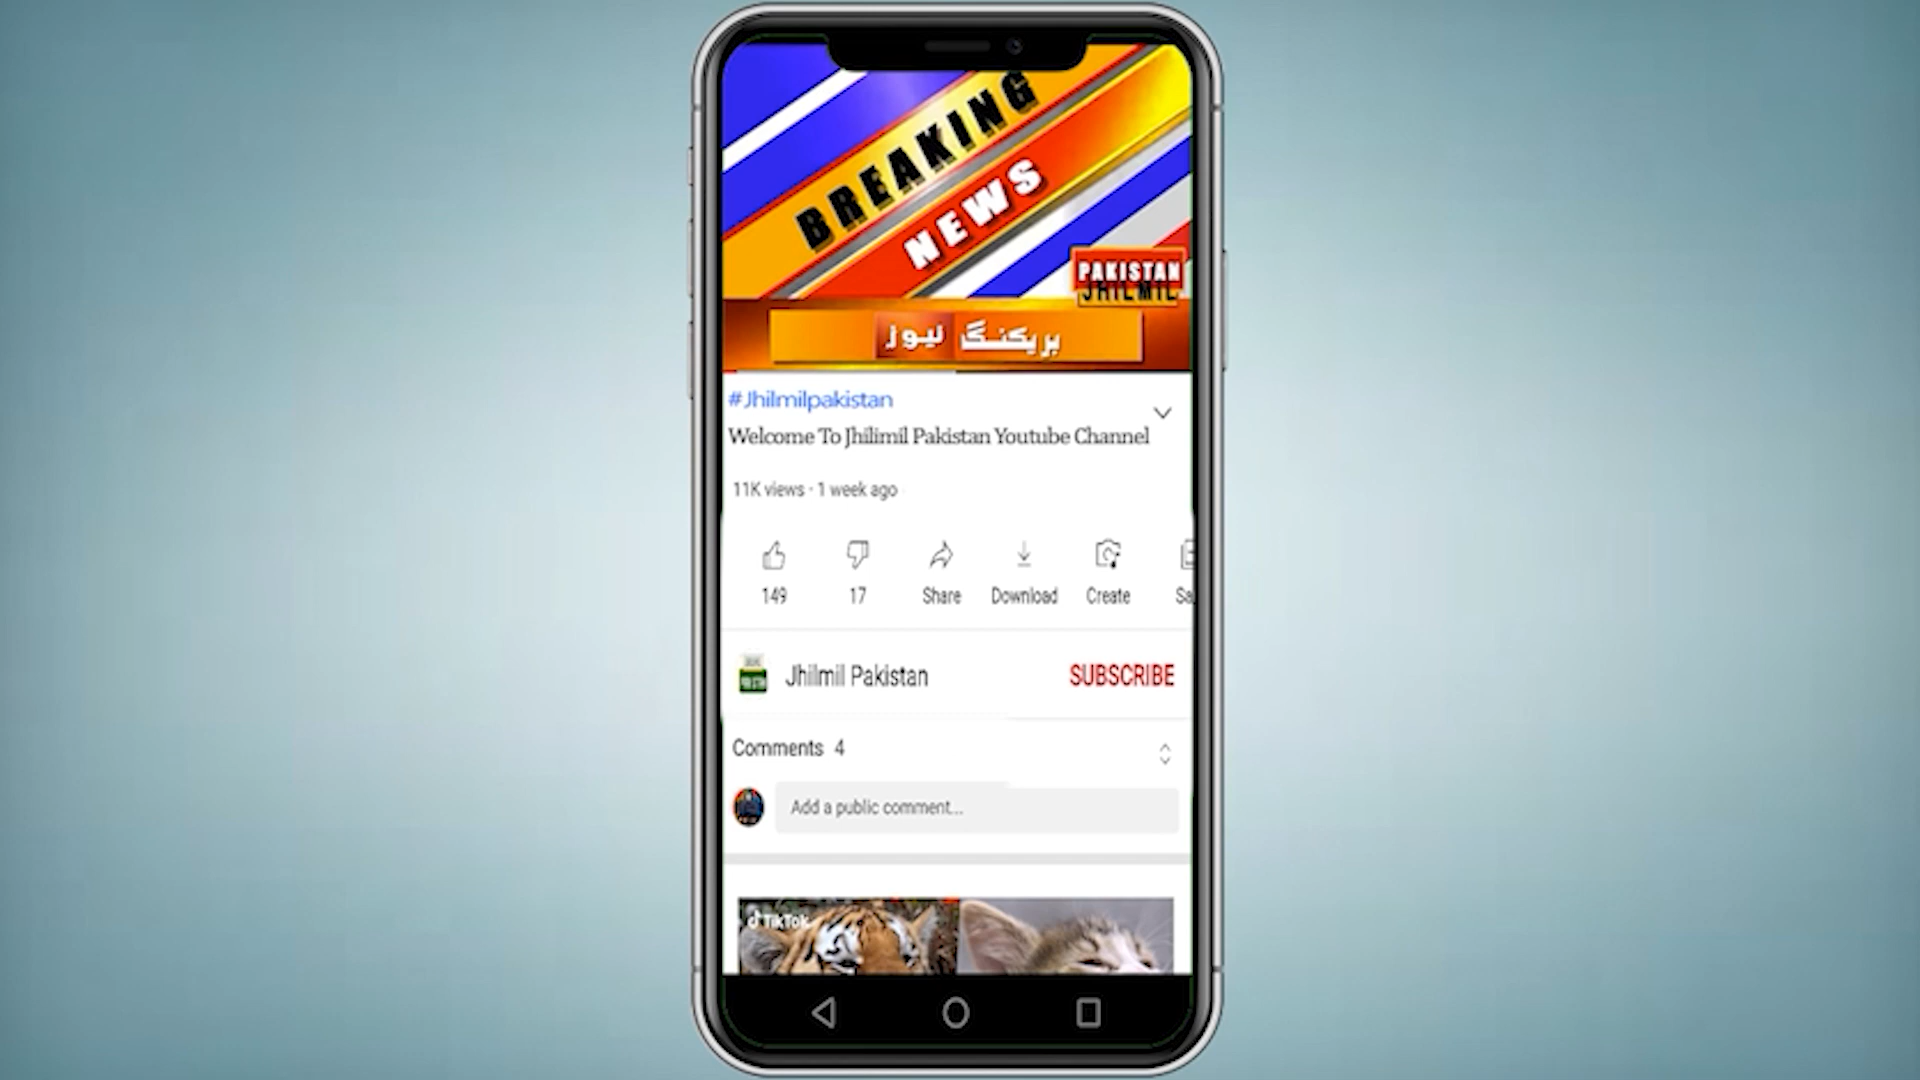 BREAKING
NEWS
PAKISTAN
JHILMIL
بریکنگ نیوز
#Jhilmilpakistan
Welcome To Jhilimil Pakistan Youtube Channel
11K views · 1 week ago
149
17
Share
Download
Create
Sa
Jhilmil Pakistan
SUBSCRIBE
Comments 4
Add a public comment...
TikTok